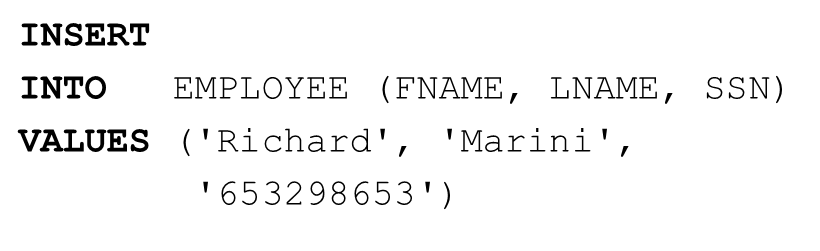 INSERT
INTO EMPLOYEE (FNAME, LNAME, SSN)
VALUES ('Richard', 'Marini',
'653298653')